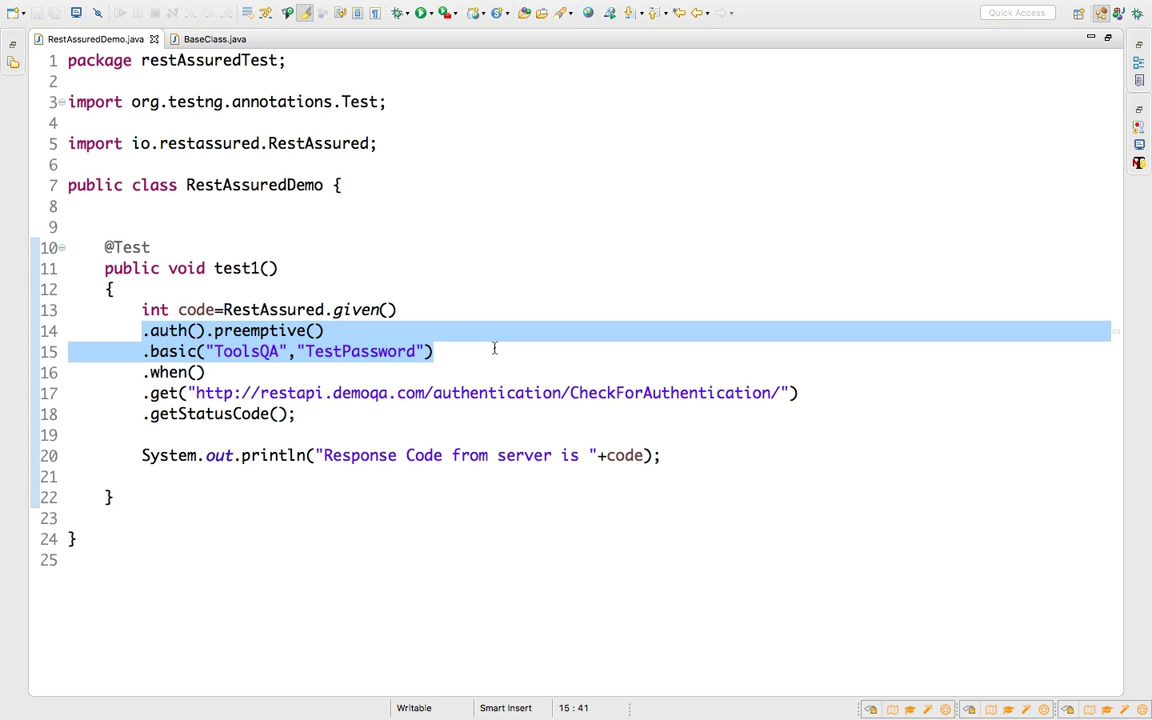 Quick Access
RestAssuredDemo.java
BaseClass.java
1 package restAssuredTest;
2
3 import org.testng.annotations.Test;
4
5 import io.restassured.RestAssured;
6
7 public class RestAssuredDemo {
8
9
10 @Test
11 public void test1()
12 {
13 int code=RestAssured.given()
14 .auth().preemptive()
15 .basic("ToolsQA","TestPassword")
16 .when()
17 .get("http://restapi.demoqa.com/authentication/CheckForAuthentication/")
18 .getStatusCode();
19
20 System.out.println("Response Code from server is "+code);
21
22 }
23
24 }
25
Writable Smart Insert 15 : 41